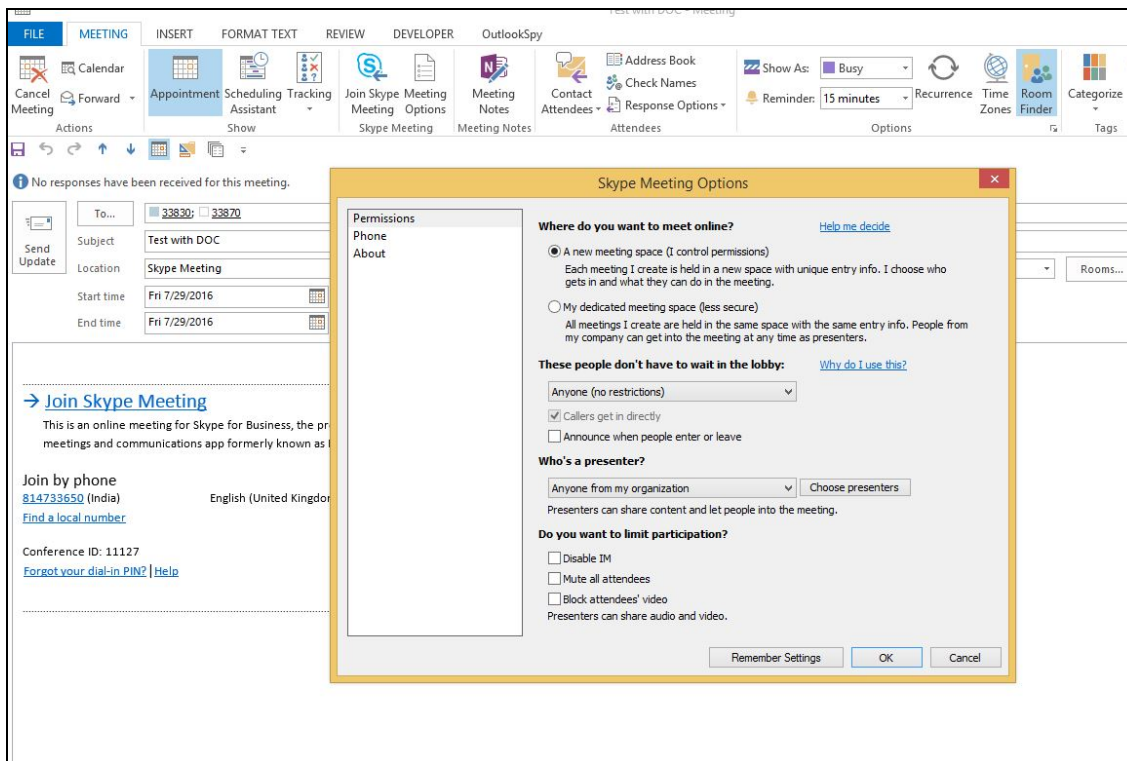 Test with DOC - Meeting
FILE MEETING INSERT FORMAT TEXT REVIEW DEVELOPER OutlookSpy
Cancel Meeting
Calendar
Forward
Actions
Appointment
Scheduling Assistant
Tracking
Show
Join Skype Meeting
Meeting Options
Skype Meeting
Meeting Notes
Meeting Notes
Contact Attendees
Address Book
Check Names
Response Options
Attendees
Show As: Busy
Reminder: 15 minutes
Recurrence
Time Zones
Room Finder
Options
Categorize
Tags
No responses have been received for this meeting.
Send Update
To... 33830; 33870
Subject Test with DOC
Location Skype Meeting
Rooms...
Start time Fri 7/29/2016
End time Fri 7/29/2016
→ Join Skype Meeting
This is an online meeting for Skype for Business, the pr
meetings and communications app formerly known as
Join by phone
814733650 (India) English (United Kingdor
Find a local number
Conference ID: 11127
Forgot your dial-in PIN? | Help
Skype Meeting Options
Permissions
Phone
About
Where do you want to meet online? Help me decide
A new meeting space (I control permissions)
Each meeting I create is held in a new space with unique entry info. I choose who
gets in and what they can do in the meeting.
My dedicated meeting space (less secure)
All meetings I create are held in the same space with the same entry info. People from
my company can get into the meeting at any time as presenters.
These people don't have to wait in the lobby: Why do I use this?
Anyone (no restrictions)
Callers get in directly
Announce when people enter or leave
Who's a presenter?
Anyone from my organization Choose presenters
Presenters can share content and let people into the meeting.
Do you want to limit participation?
Disable IM
Mute all attendees
Block attendees' video
Presenters can share audio and video.
Remember Settings OK Cancel